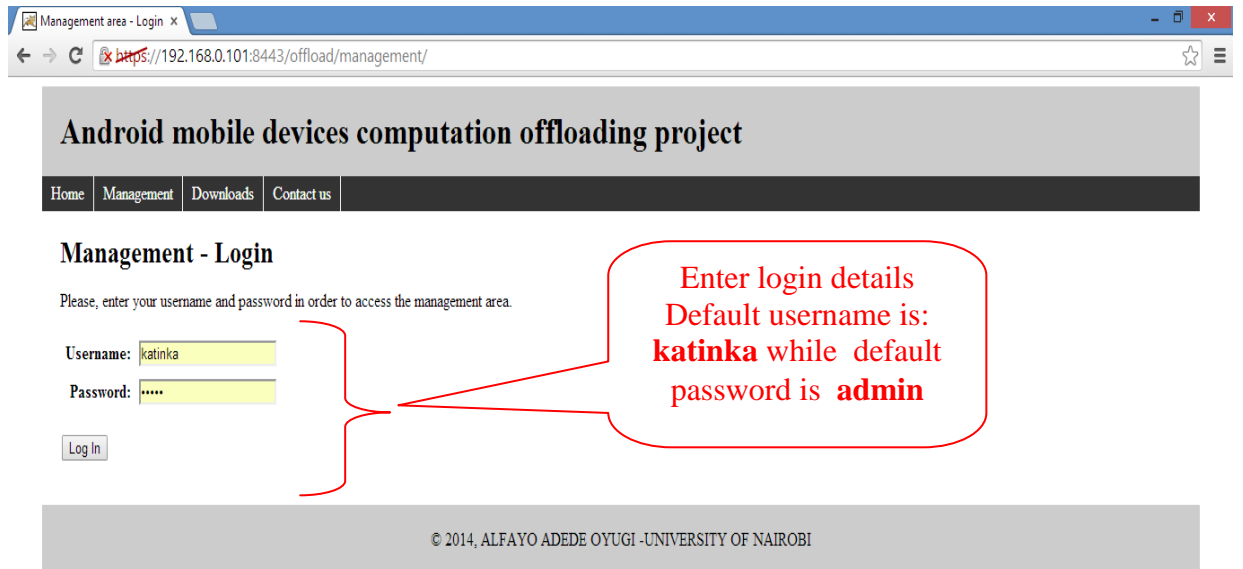 Management area - Login
https://192.168.0.101:8443/offload/management/
Android mobile devices computation offloading project
Home Management Downloads Contact us
Management - Login
Please, enter your username and password in order to access the management area.
Username: katinka
Password: •••••
Log In
Enter login details
Default username is:
katinka while default
password is admin
© 2014, ALFAYO ADEDE OYUGI -UNIVERSITY OF NAIROBI